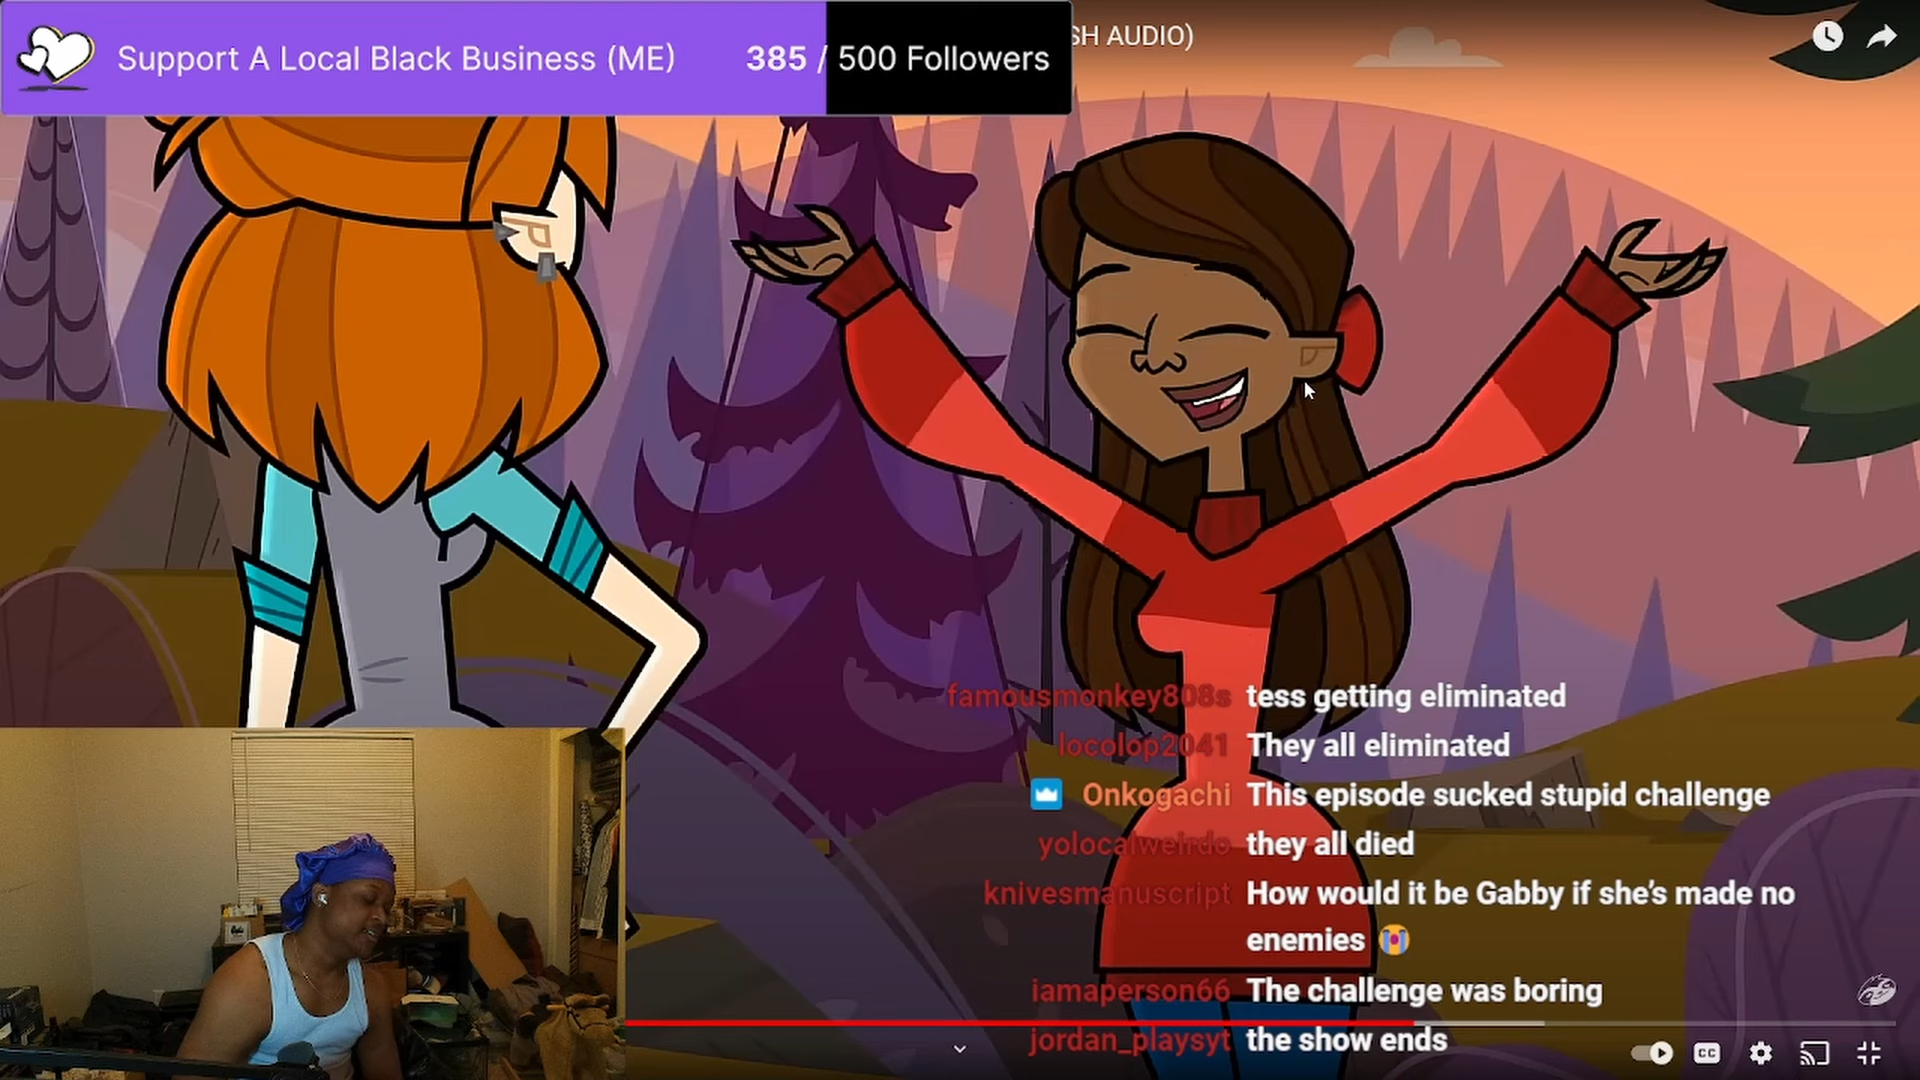 Support A Local Black Business (ME) 385 / 500 Followers
SH AUDIO)
famousmonkey808s tess getting eliminated
locolop2041 They all eliminated
Onkogachi This episode sucked stupid challenge
yolocalweirdo they all died
knivesmanuscript How would it be Gabby if she's made no
enemies 😭
iamaperson66 The challenge was boring
jordan_playsyt the show ends
CC